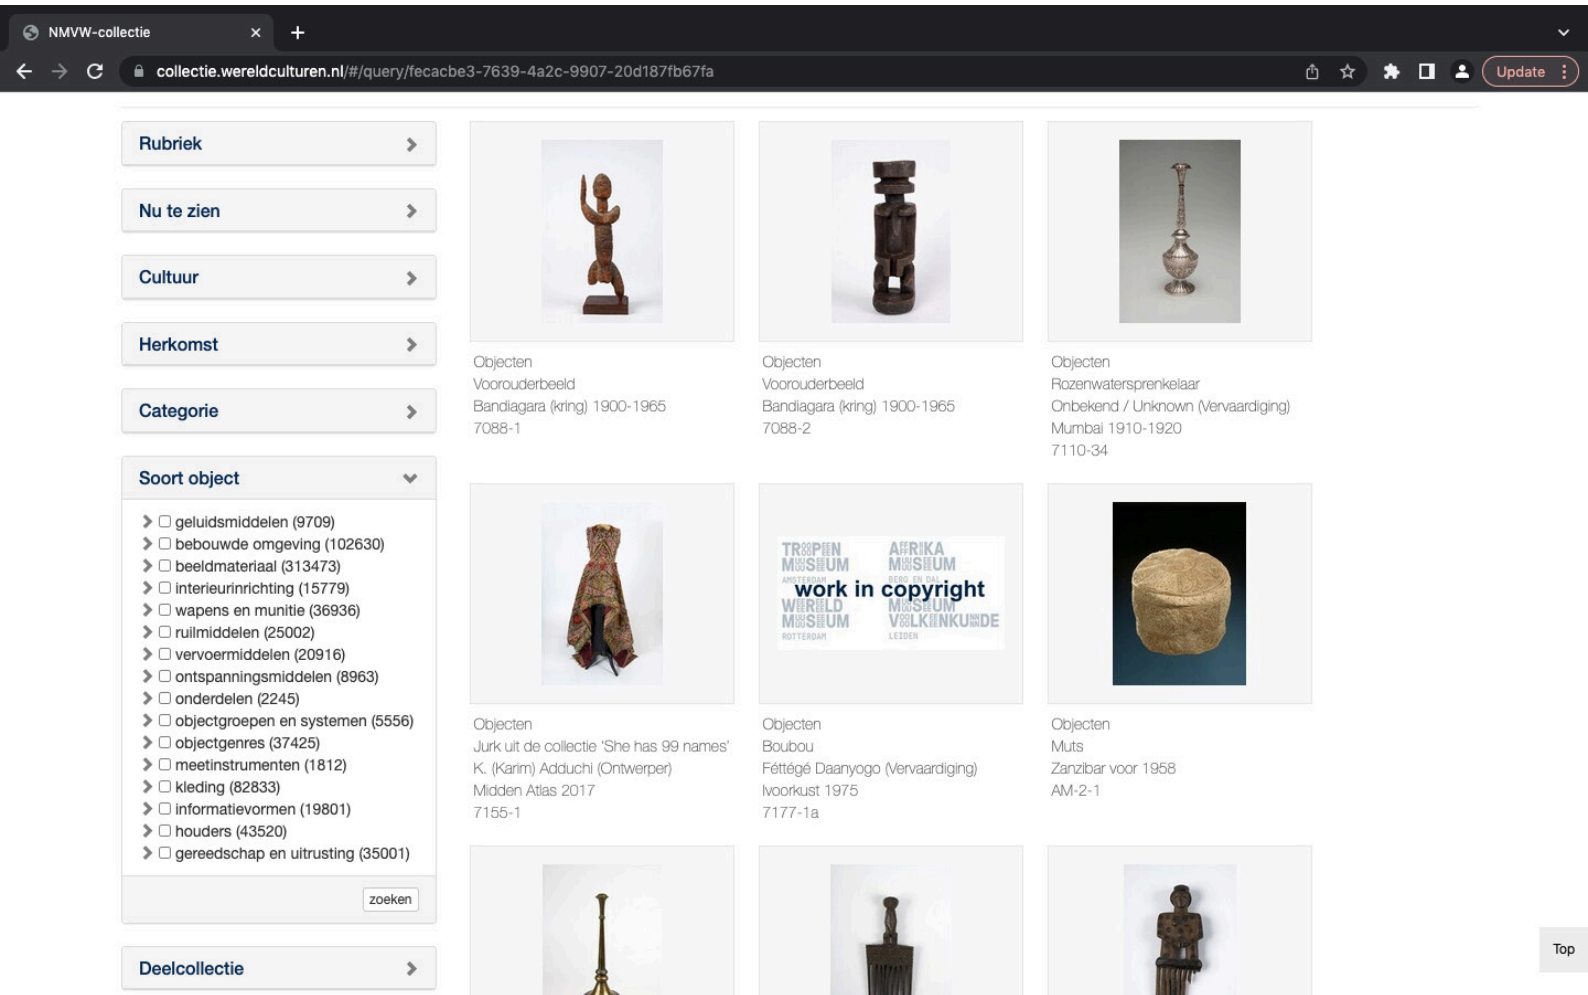 NMVW-collectie
collectie.wereldculturen.nl/#/query/fecacbe3-7639-4a2c-9907-20d187fb67fa
Update
Rubriek
Nu te zien
Cultuur
Herkomst
Categorie
Soort object
geluidsmiddelen (9709)
bebouwde omgeving (102630)
beeldmateriaal (313473)
interieurinrichting (15779)
wapens en munitie (36936)
ruilmiddelen (25002)
vervoermiddelen (20916)
ontspanningsmiddelen (8963)
onderdelen (2245)
objectgroepen en systemen (5556)
objectgenres (37425)
meetinstrumenten (1812)
kleding (82833)
informatievormen (19801)
houders (43520)
gereedschap en uitrusting (35001)
zoeken
Deelcollectie
Objecten
Voorouderbeeld
Bandiagara (kring) 1900-1965
7088-1
Objecten
Voorouderbeeld
Bandiagara (kring) 1900-1965
7088-2
Objecten
Rozenwatersprenkelaar
Onbekend / Unknown (Vervaardiging)
Mumbai 1910-1920
7110-34
Objecten
Jurk uit de collectie 'She has 99 names'
K. (Karim) Adduchi (Ontwerper)
Midden Atlas 2017
7155-1
TROPEN
MUSEUM
AMSTERDAM
AFRIKA
MUSEUM
BERG EN DAL
work in copyright
WERELD
MUSEUM
ROTTERDAM
MUSEUM
VOLKENKUNDE
LEIDEN
Objecten
Boubou
Féttégé Daanyogo (Vervaardiging)
Ivoorkust 1975
7177-1a
Objecten
Muts
Zanzibar voor 1958
AM-2-1
Top